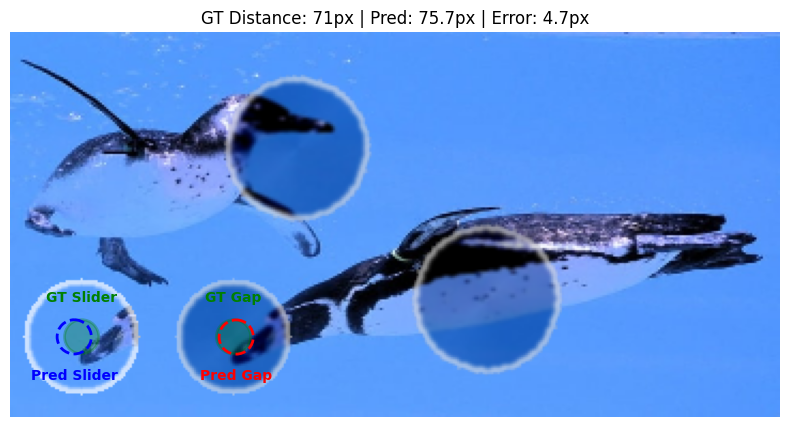 GT Distance: 71px | Pred: 75.7px | Error: 4.7px
GT Slider
GT Gap
Pred Slider
Pred Gap